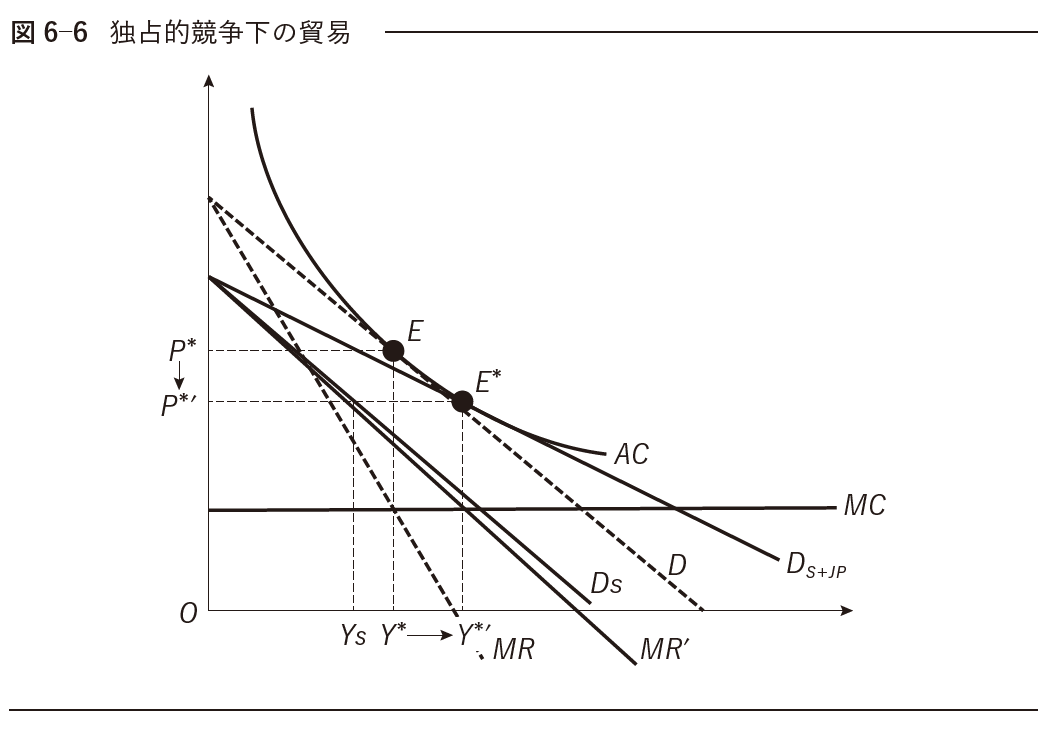 図 6–6 独占的競争下の貿易
E
P*
E*
P*′
AC
MC
D
D_{S+JP}
Ds
O
Ys Y* Y*′
MR MR′